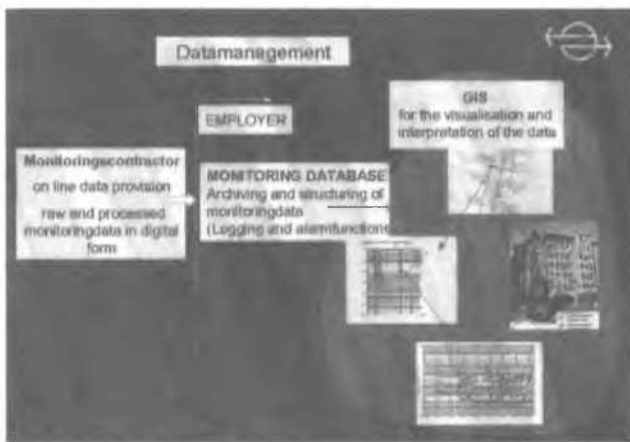 Datamanagement
EMPLOYER
GIS
for the visualisation and
interpretation of the data
Monitoringscontractor
on line data provision
raw and processed
monitoringdata in digital
form
MONITORING DATABASE
Archiving and structuring of
monitoringdata
(Logging and alarmfunctions